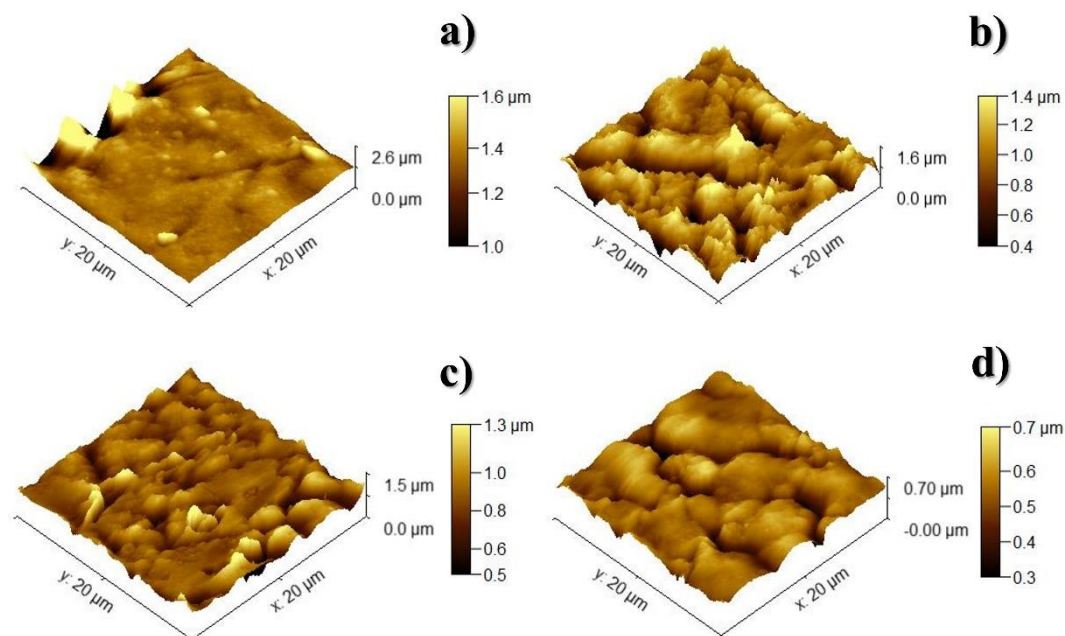 a)
1.6 µm
1.4
1.2
1.0
2.6 µm
0.0 µm
y: 20 µm
x: 20 µm
b)
1.4 µm
1.2
1.0
0.8
0.6
0.4
1.6 µm
0.0 µm
y: 20 µm
x: 20 µm
c)
1.3 µm
1.0
0.8
0.6
0.5
1.5 µm
0.0 µm
y: 20 µm
x: 20 µm
d)
0.7 µm
0.6
0.5
0.4
0.3
0.70 µm
-0.00 µm
y: 20 µm
x: 20 µm